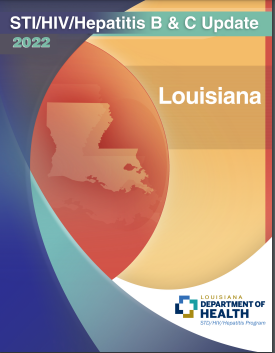 STI/HIV/Hepatitis B & C Update
2022
Louisiana
LOUISIANA
DEPARTMENT OF
HEALTH
STD/HIV/Hepatitis Program